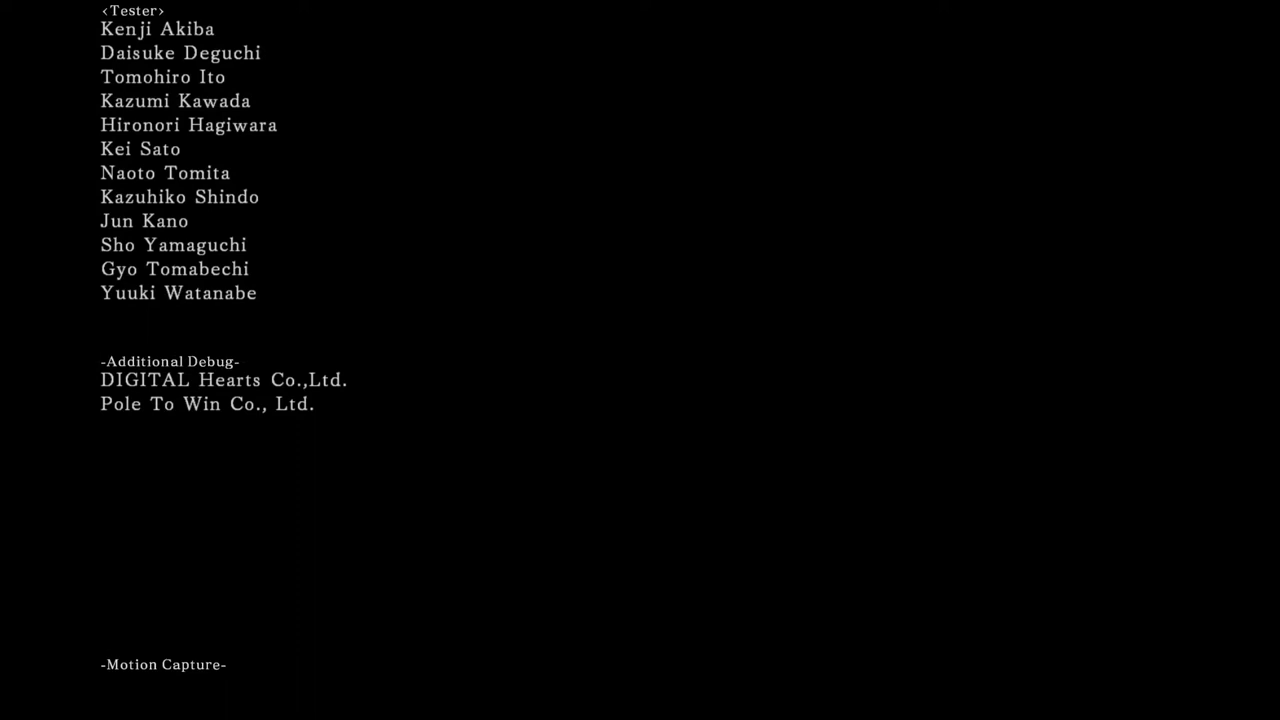 <Tester>
Kenji Akiba
Daisuke Deguchi
Tomohiro Ito
Kazumi Kawada
Hironori Hagiwara
Kei Sato
Naoto Tomita
Kazuhiko Shindo
Jun Kano
Sho Yamaguchi
Gyo Tomabechi
Yuuki Watanabe
-Additional Debug-
DIGITAL Hearts Co.,Ltd.
Pole To Win Co., Ltd.
-Motion Capture-